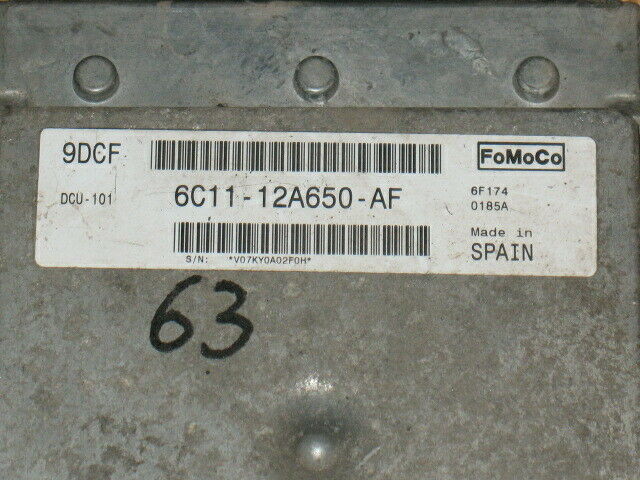 9DCF
FoMoCo
DCU-101
6C11-12A650-AF
6F174
0185A
Made in
SPAIN
S/N: *V07KY0A02F0H*
63